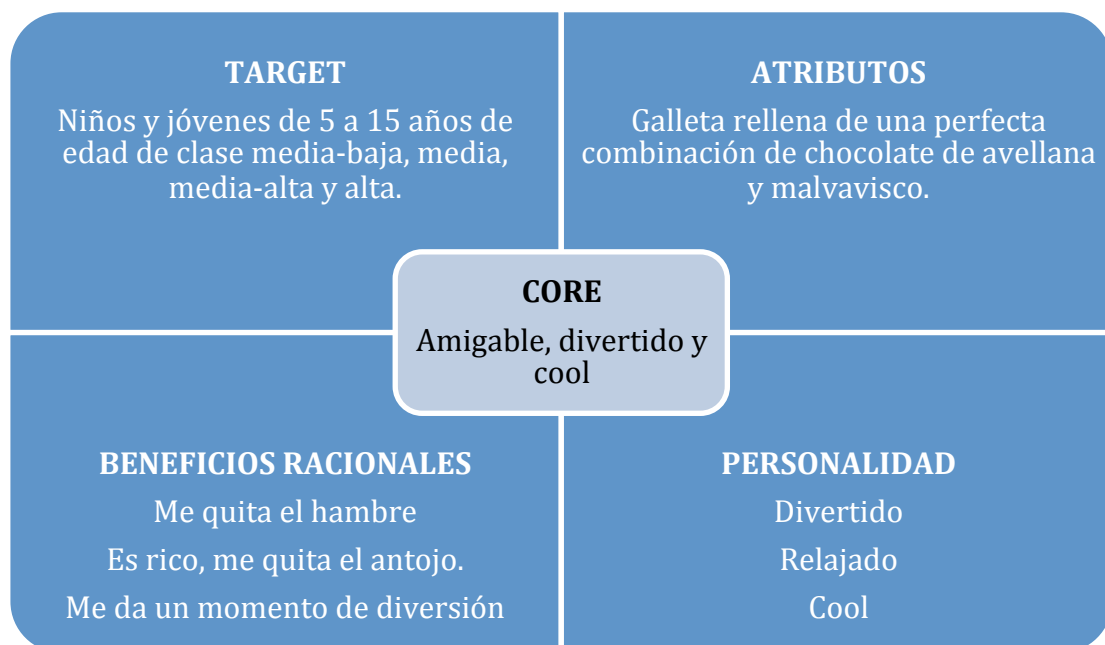 TARGET
Niños y jóvenes de 5 a 15 años de
edad de clase media-baja, media,
media-alta y alta.
ATRIBUTOS
Galleta rellena de una perfecta
combinación de chocolate de avellana
y malvavisco.
CORE
Amigable, divertido y
cool
BENEFICIOS RACIONALES
Me quita el hambre
Es rico, me quita el antojo.
Me da un momento de diversión
PERSONALIDAD
Divertido
Relajado
Cool